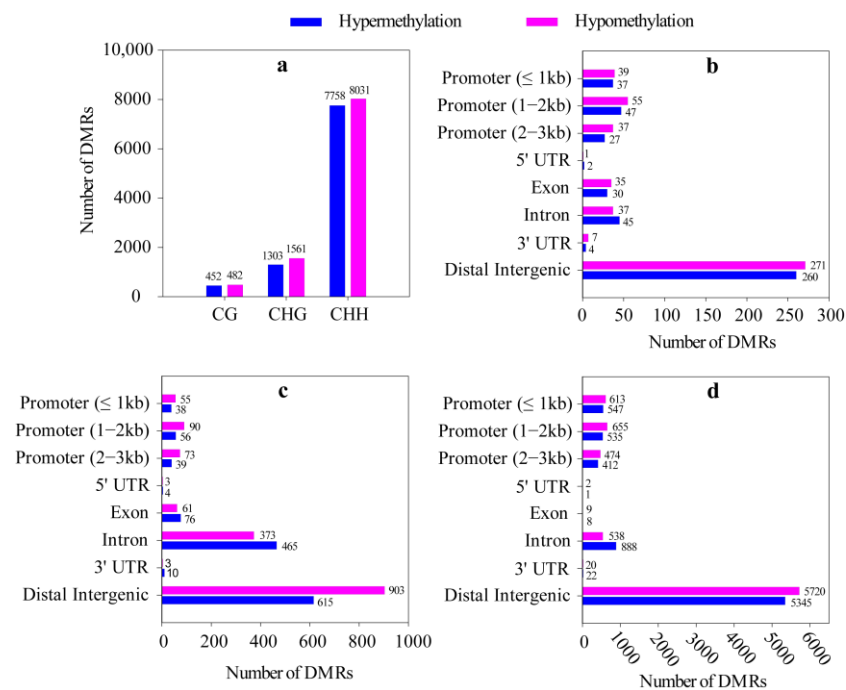 Hypermethylation Hypomethylation
a
10,000
8000
6000
4000
2000
0
Number of DMRs
452 482
1303 1561
7758 8031
CG CHG CHH
b
Promoter (≤ 1kb) 39
37
Promoter (1−2kb) 55
47
Promoter (2−3kb) 37
27
5' UTR 1
2
Exon 35
30
Intron 37
45
3' UTR 7
4
Distal Intergenic 271
260
0 50 100 150 200 250 300
Number of DMRs
c
Promoter (≤ 1kb) 55
38
Promoter (1−2kb) 90
56
Promoter (2−3kb) 73
39
5' UTR 3
4
Exon 61
76
Intron 373
465
3' UTR 3
10
Distal Intergenic 903
615
0 200 400 600 800 1000
Number of DMRs
d
Promoter (≤ 1kb) 613
547
Promoter (1−2kb) 655
535
Promoter (2−3kb) 474
412
5' UTR 2
1
Exon 9
8
Intron 538
888
3' UTR 20
22
Distal Intergenic 5720
5345
0 1000 2000 3000 4000 5000 6000
Number of DMRs